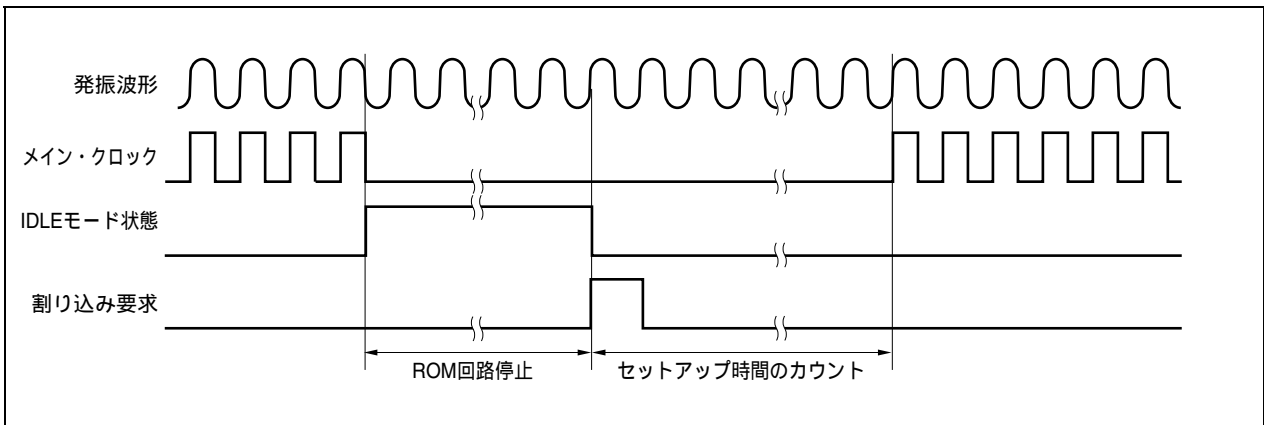 発振波形
メイン・クロック
IDLEモード状態
割り込み要求
ROM回路停止
セットアップ時間のカウント